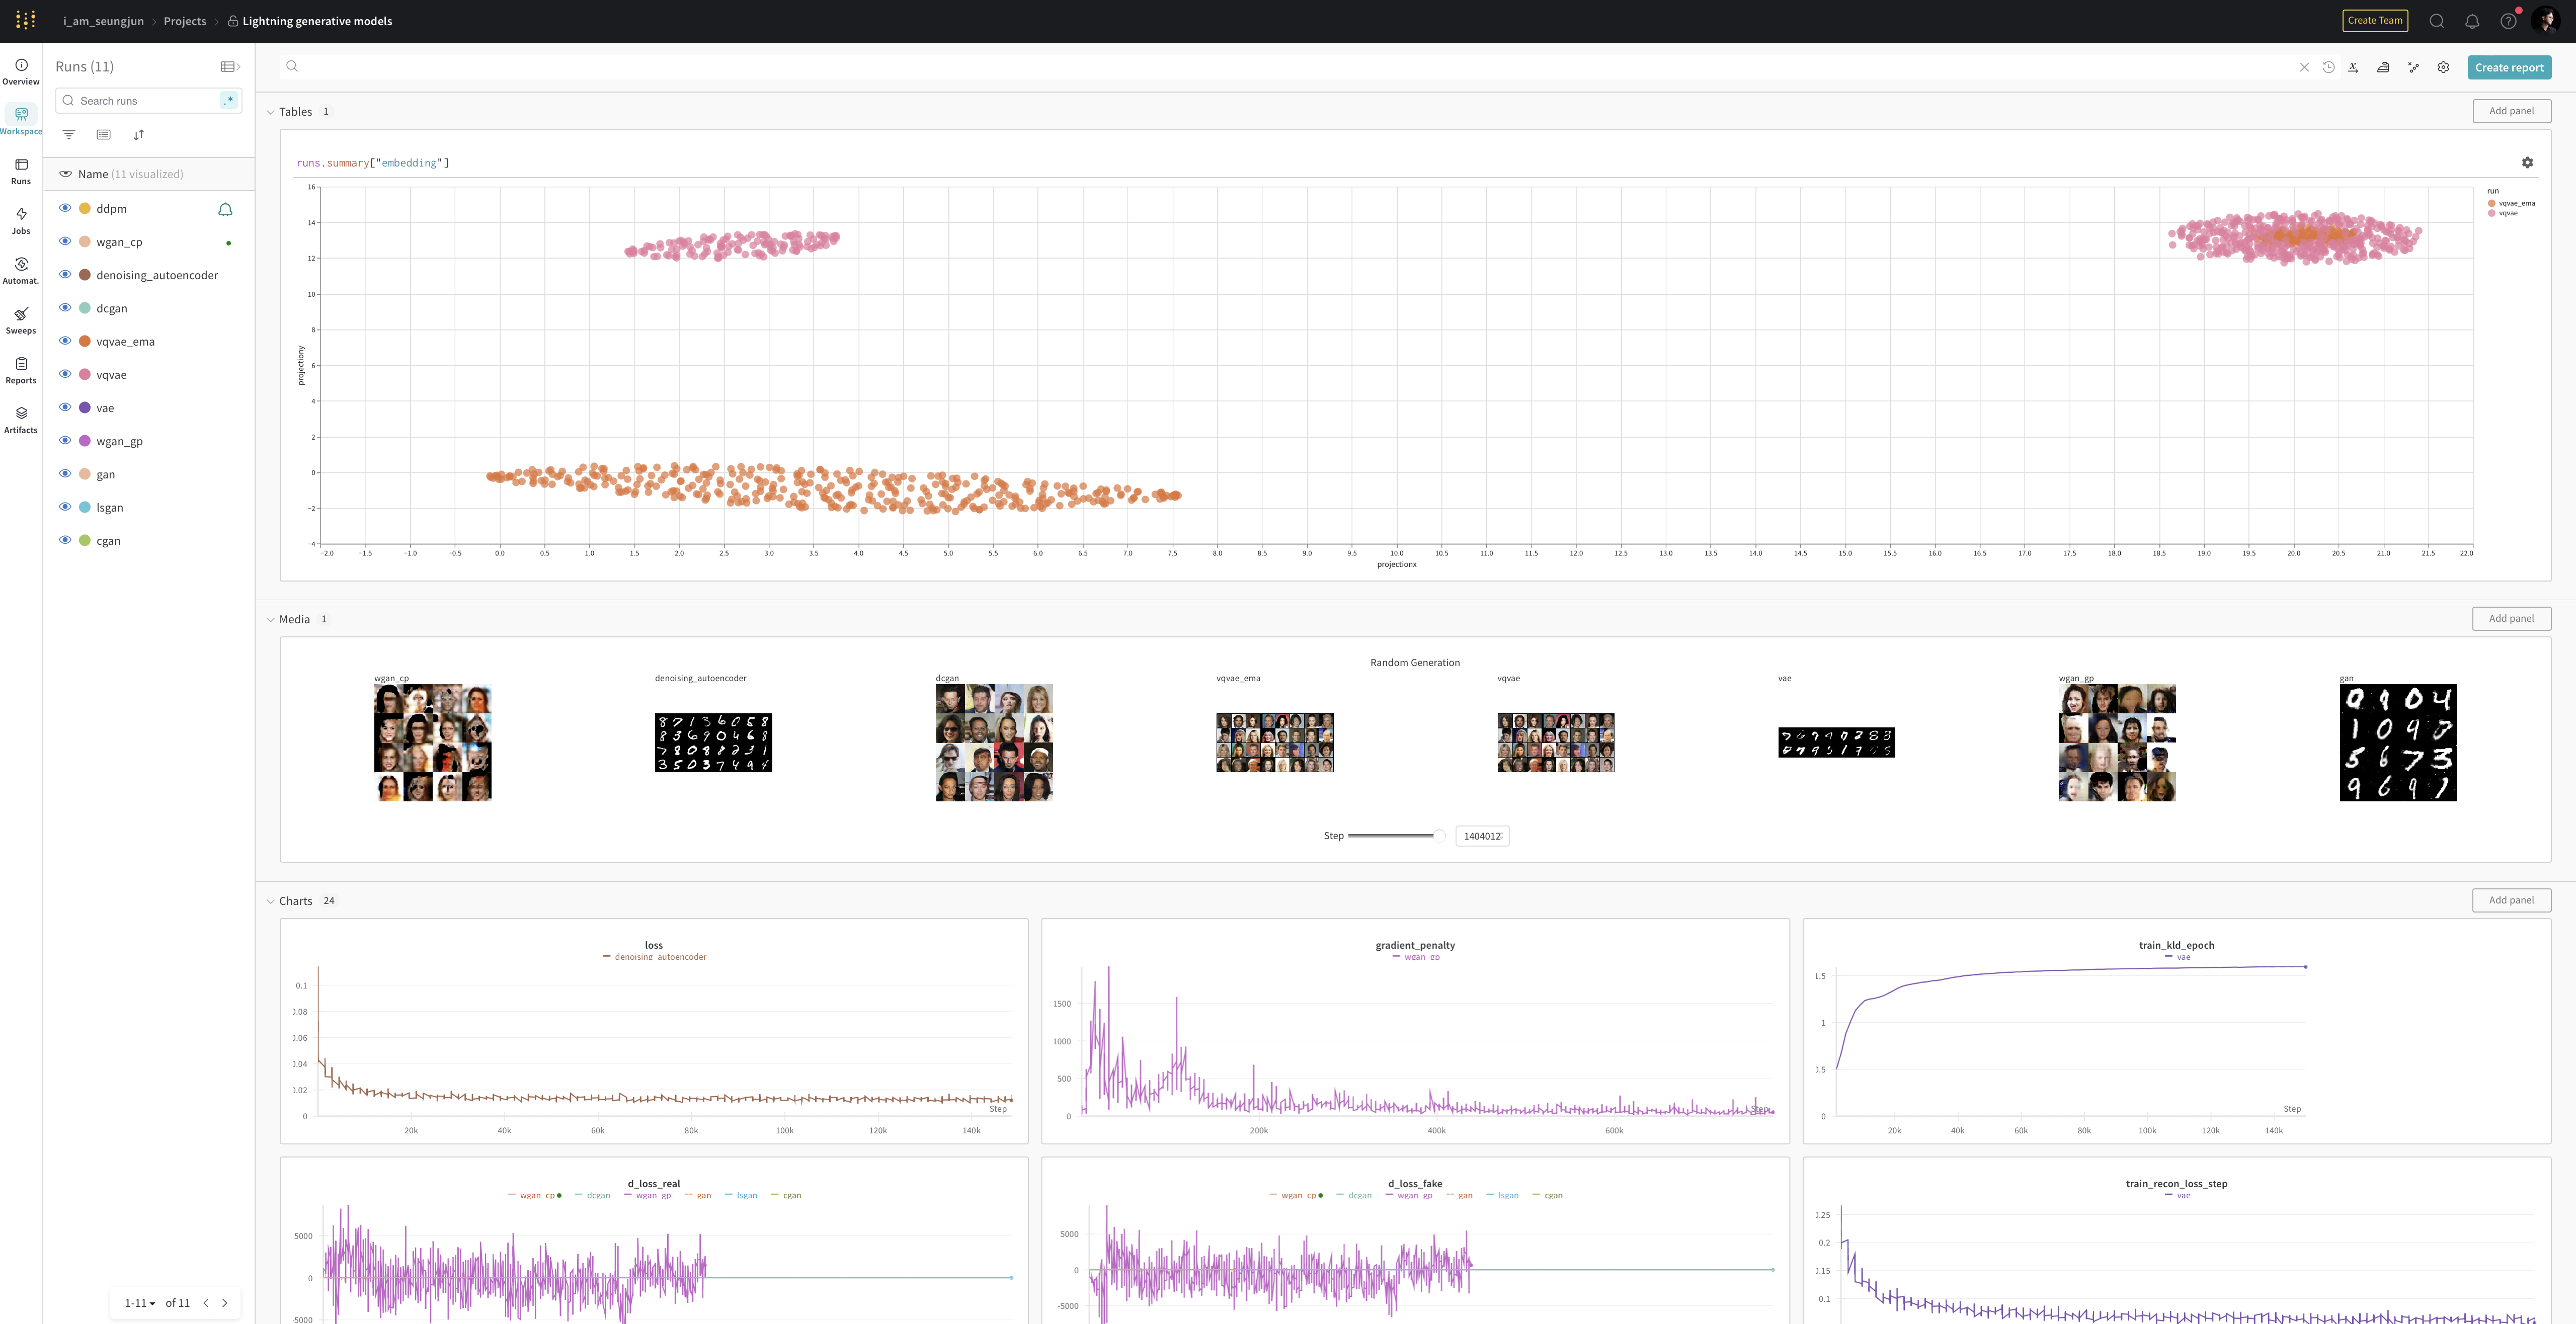 i_am_seungjun > Projects > Lightning generative models
Create Team
Overview
Workspace
Runs
Jobs
Automat.
Sweeps
Reports
Artifacts
Runs (11)
Search runs
.*
Name (11 visualized)
ddpm
wgan_cp
denoising_autoencoder
dcgan
vqvae_ema
vqvae
vae
wgan_gp
gan
lsgan
cgan
1-11 of 11
Create report
Tables 1
Add panel
runs.summary["embedding"]
16
14
12
10
8
6
4
2
0
−2
−4
projectiony
−2.0 −1.5 −1.0 −0.5 0.0 0.5 1.0 1.5 2.0 2.5 3.0 3.5 4.0 4.5 5.0 5.5 6.0 6.5 7.0 7.5 8.0 8.5 9.0 9.5 10.0 10.5 11.0 11.5 12.0 12.5 13.0 13.5 14.0 14.5 15.0 15.5 16.0 16.5 17.0 17.5 18.0 18.5 19.0 19.5 20.0 20.5 21.0 21.5 22.0
projectionx
run
vqvae_ema
vqvae
Media 1
Add panel
Random Generation
wgan_cp denoising_autoencoder dcgan vqvae_ema vqvae vae wgan_gp gan
Step 1404012
Charts 24
Add panel
loss
denoising_autoencoder
0.1
0.08
0.06
0.04
0.02
0
Step
20k 40k 60k 80k 100k 120k 140k
gradient_penalty
wgan_gp
1500
1000
500
0
Step
200k 400k 600k
train_kld_epoch
vae
1.5
1
0.5
0
Step
20k 40k 60k 80k 100k 120k 140k
d_loss_real
wgan_cp dcgan wgan_gp gan lsgan cgan
5000
0
-5000
d_loss_fake
wgan_cp dcgan wgan_gp gan lsgan cgan
5000
0
-5000
train_recon_loss_step
vae
0.25
0.2
0.15
0.1